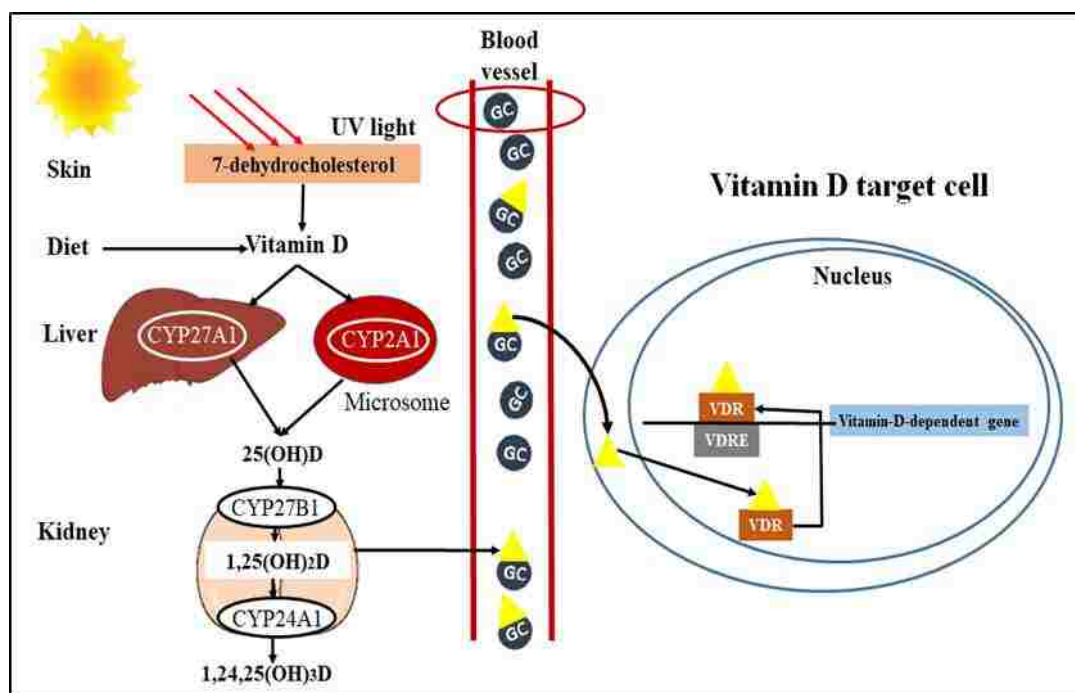 Blood
vessel
GC
UV light
7-dehydrocholesterol
Skin
GC
Vitamin D target cell
GC
Diet
Vitamin D
GC
Nucleus
Liver
CYP27A1
CYP2A1
GC
Microsome
GC
VDR
VDRE
Vitamin-D-dependent gene
25(OH)D
GC
CYP27B1
VDR
Kidney
1,25(OH)2D
GC
CYP24A1
GC
1,24,25(OH)3D